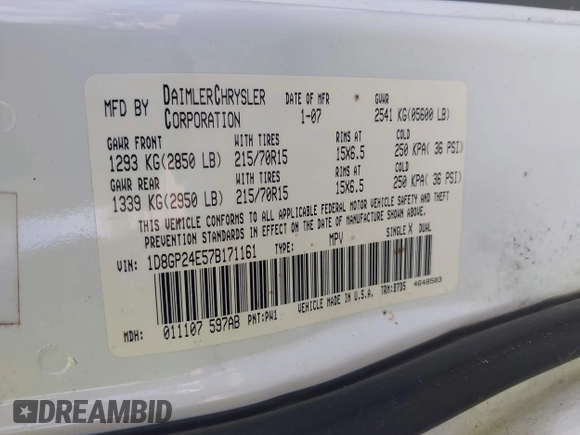 MFD BY DAIMLERCHRYSLER CORPORATION DATE OF MFR 1-07 GVWR 2541 KG(05600 LB)
GAWR FRONT WITH TIRES RIMS AT COLD
1293 KG(2850 LB) 215/70R15 15X6.5 250 KPA( 36 PSI)
GAWR REAR WITH TIRES RIMS AT COLD
1339 KG(2950 LB) 215/70R15 15X6.5 250 KPA( 36 PSI)
THIS VEHICLE CONFORMS TO ALL APPLICABLE FEDERAL MOTOR VEHICLE SAFETY AND THEFT
PREVENTION STANDARDS IN EFFECT ON THE DATE OF MANUFACTURE SHOWN ABOVE.
VIN: 1D8GP24E57B171161 TYPE: MPV SINGLE X DUAL
MDH: 011107 597AB PNT:PW1 VEHICLE MADE IN U.S.A. TRM:B7D5 4648503
DREAMBID